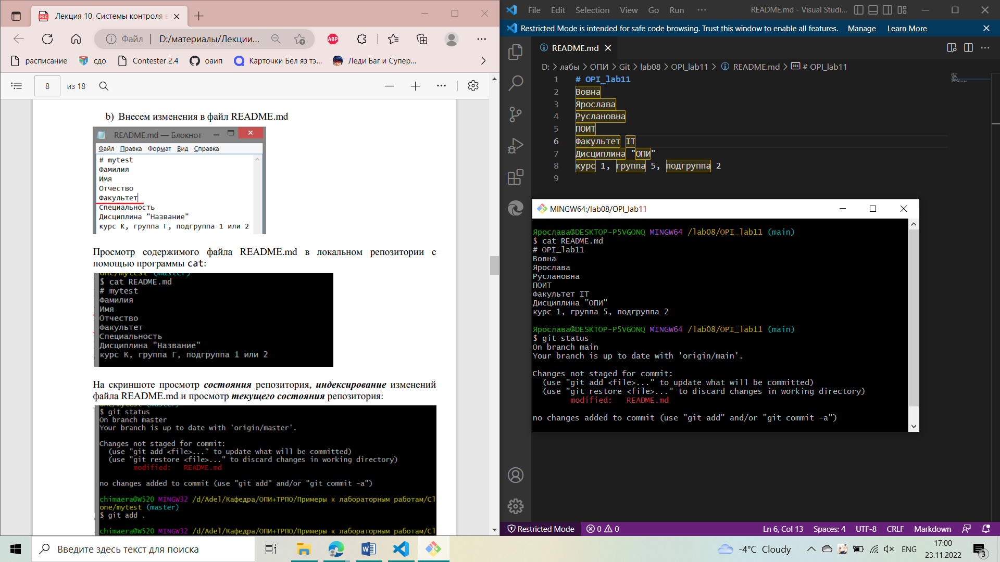 Лекция 10. Системы контроля в
Файл
D:/материалы/Лекции...
ABP
расписание
сдо
Contester 2.4
оаип
Карточки Бел яз тэ...
Леди Баг и Супер...
8
из 18
b) Внесем изменения в файл README.md
README.md — Блокнот
Файл Правка Формат Вид Справка
# mytest
Фамилия
Имя
Отчество
Факультет
Специальность
Дисциплина "Название"
курс К, группа Г, подгруппа 1 или 2
Просмотр содержимого файла README.md в локальном репозитории с
помощью программы cat:
one/mytest (master)
$ cat README.md
# mytest
Фамилия
Имя
Отчество
Факультет
Специальность
Дисциплина "Название"
курс К, группа Г, подгруппа 1 или 2
На скриншоте просмотр состояния репозитория, индексирование изменений
файла README.md и просмотр текущего состояния репозитория:
one/mytest (master)
$ git status
On branch master
Your branch is up to date with 'origin/master'.
Changes not staged for commit:
(use "git add <file>..." to update what will be committed)
(use "git restore <file>..." to discard changes in working directory)
modified:   README.md
no changes added to commit (use "git add" and/or "git commit -a")
chimaera@W520 MINGW32 /d/Adel/Кафедра/ОПИ+ТРПО/Примеры к лабораторным работам/Cl
one/mytest (master)
$ git add .
chimaera@W520 MINGW32 /d/Adel/Кафедра/ОПИ+ТРПО/Примеры к лабораторным работам/Cl
File Edit Selection View Go Run ···
README.md - Visual Studi...
Restricted Mode is intended for safe code browsing. Trust this window to enable all features. Manage Learn More
README.md
D: > лабы > ОПИ > Git > lab08 > OPI_lab11 > README.md > # OPI_lab11
1 # OPI_lab11
2 Вовна
3 Ярослава
4 Руслановна
5 ПОИТ
6 Факультет IT
7 Дисциплина "ОПИ"
8 курс 1, группа 5, подгруппа 2
9
MINGW64:/lab08/OPI_lab11
Ярослава@DESKTOP-P5VGONQ MINGW64 /lab08/OPI_lab11 (main)
$ cat README.md
# OPI_lab11
Вовна
Ярослава
Руслановна
ПОИТ
Факультет IT
Дисциплина "ОПИ"
курс 1, группа 5, подгруппа 2
Ярослава@DESKTOP-P5VGONQ MINGW64 /lab08/OPI_lab11 (main)
$ git status
On branch main
Your branch is up to date with 'origin/main'.
Changes not staged for commit:
(use "git add <file>..." to update what will be committed)
(use "git restore <file>..." to discard changes in working directory)
modified:   README.md
no changes added to commit (use "git add" and/or "git commit -a")
Restricted Mode
0 0
Ln 6, Col 13
Spaces: 4
UTF-8
CRLF
Markdown
Введите здесь текст для поиска
-4°C Cloudy
ENG
17:00
23.11.2022
3